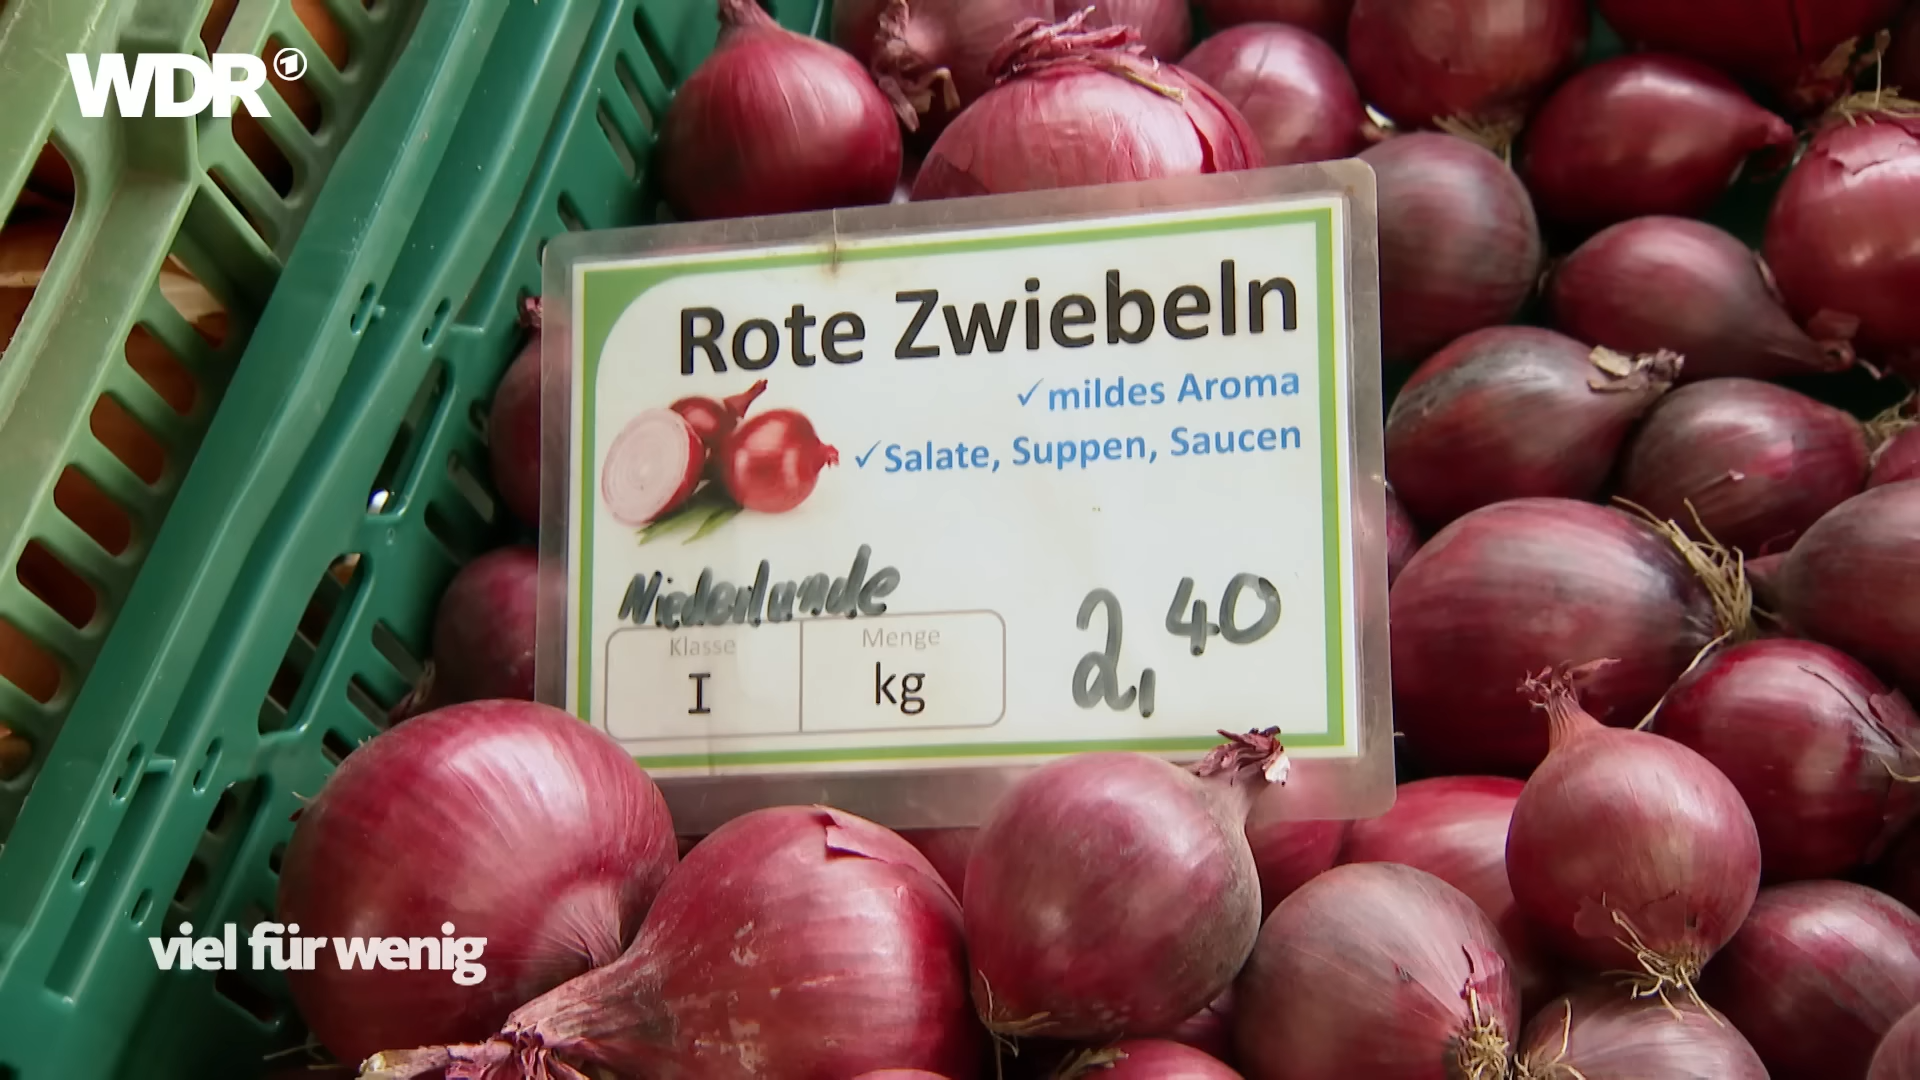 WDR
Rote Zwiebeln
✓ mildes Aroma
✓ Salate, Suppen, Saucen
Niederlande
Klasse
I
Menge
kg
2,40
viel für wenig